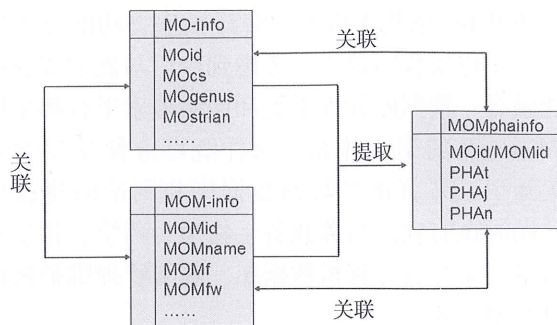 MO-info
MOid
MOcs
MOgenus
MOstrian
……
关联
关联
提取
MOMphainfo
MOid/MOMid
PHAt
PHAj
PHAn
MOM-info
MOMid
MOMname
MOMf
MOMfw
……
关联